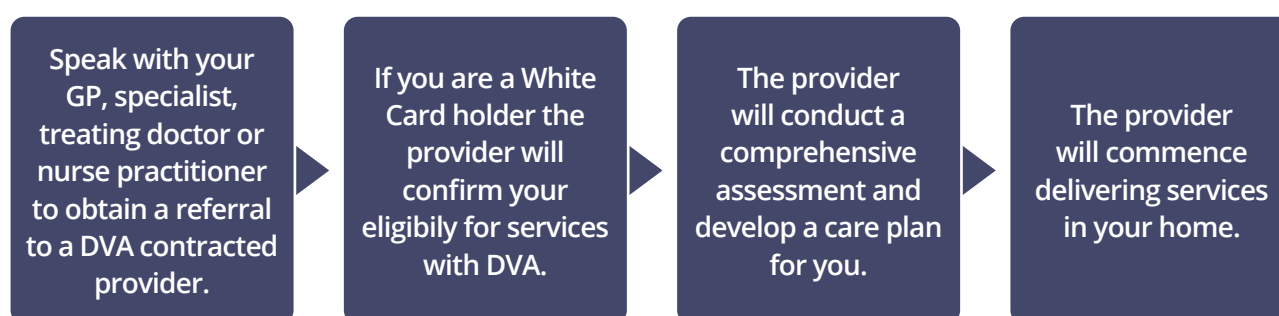 Speak with your
GP, specialist,
treating doctor or
nurse practitioner
to obtain a referral
to a DVA contracted
provider.
If you are a White
Card holder the
provider will
confirm your
eligibily for services
with DVA.
The provider
will conduct a
comprehensive
assessment and
develop a care plan
for you.
The provider
will commence
delivering services
in your home.